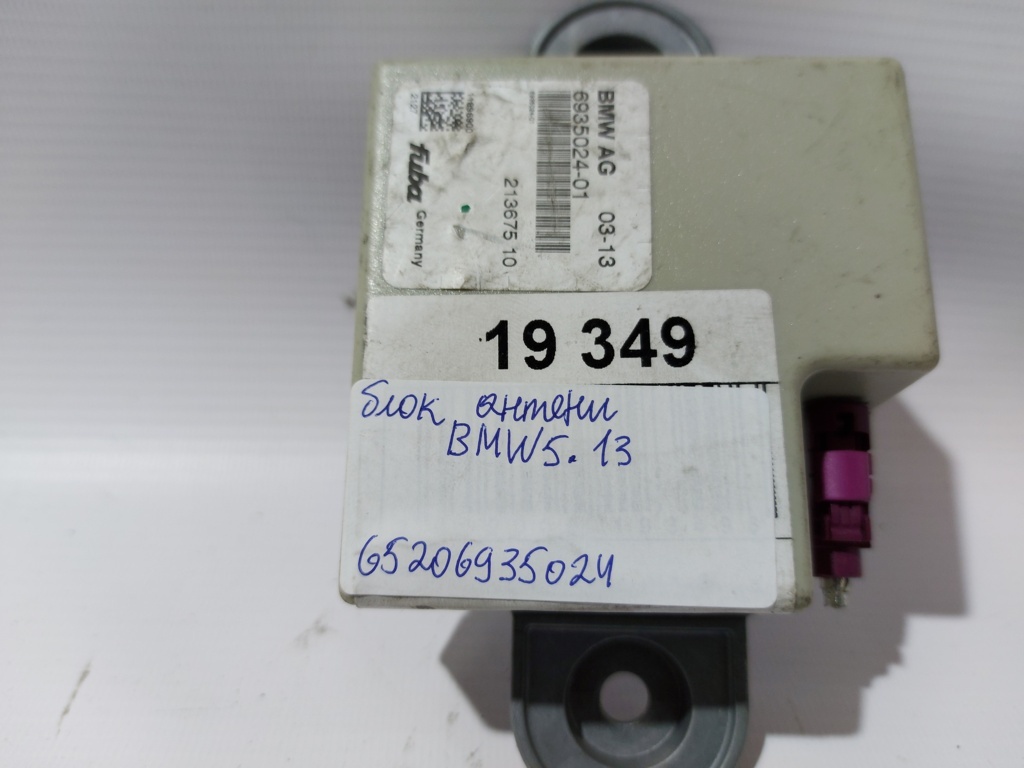 BMW AG 03-13
6935024-01
213675 10
fuba Germany
19 349
блок антени
BMW5. 13
65206935024